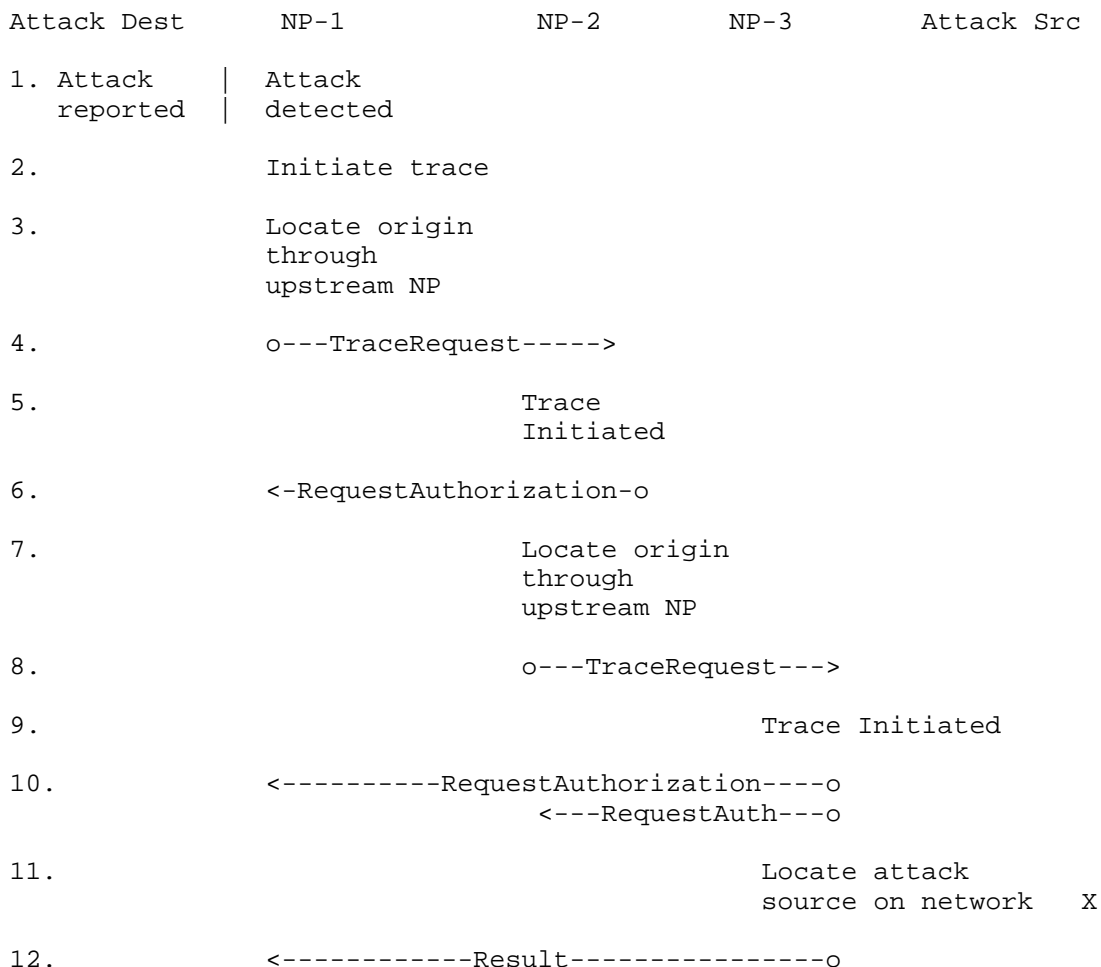 Attack Dest      NP-1            NP-2        NP-3        Attack Src
1. Attack    |  Attack
   reported  |  detected
2.              Initiate trace
3.              Locate origin
                through
                upstream NP
4.              o---TraceRequest----->
5.                              Trace
                                Initiated
6.              <-RequestAuthorization-o
7.                              Locate origin
                                through
                                upstream NP
8.                              o---TraceRequest--->
9.                                             Trace Initiated
10.             <----------RequestAuthorization----o
                                 <---RequestAuth---o
11.                                            Locate attack
                                               source on network   X
12.             <------------Result----------------o